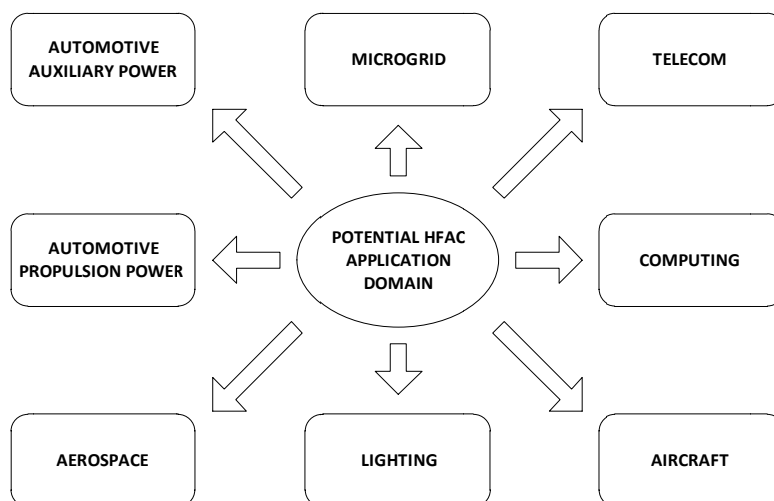 AUTOMOTIVE
AUXILIARY POWER
MICROGRID
TELECOM
AUTOMOTIVE
PROPULSION POWER
POTENTIAL HFAC
APPLICATION
DOMAIN
COMPUTING
AEROSPACE
LIGHTING
AIRCRAFT